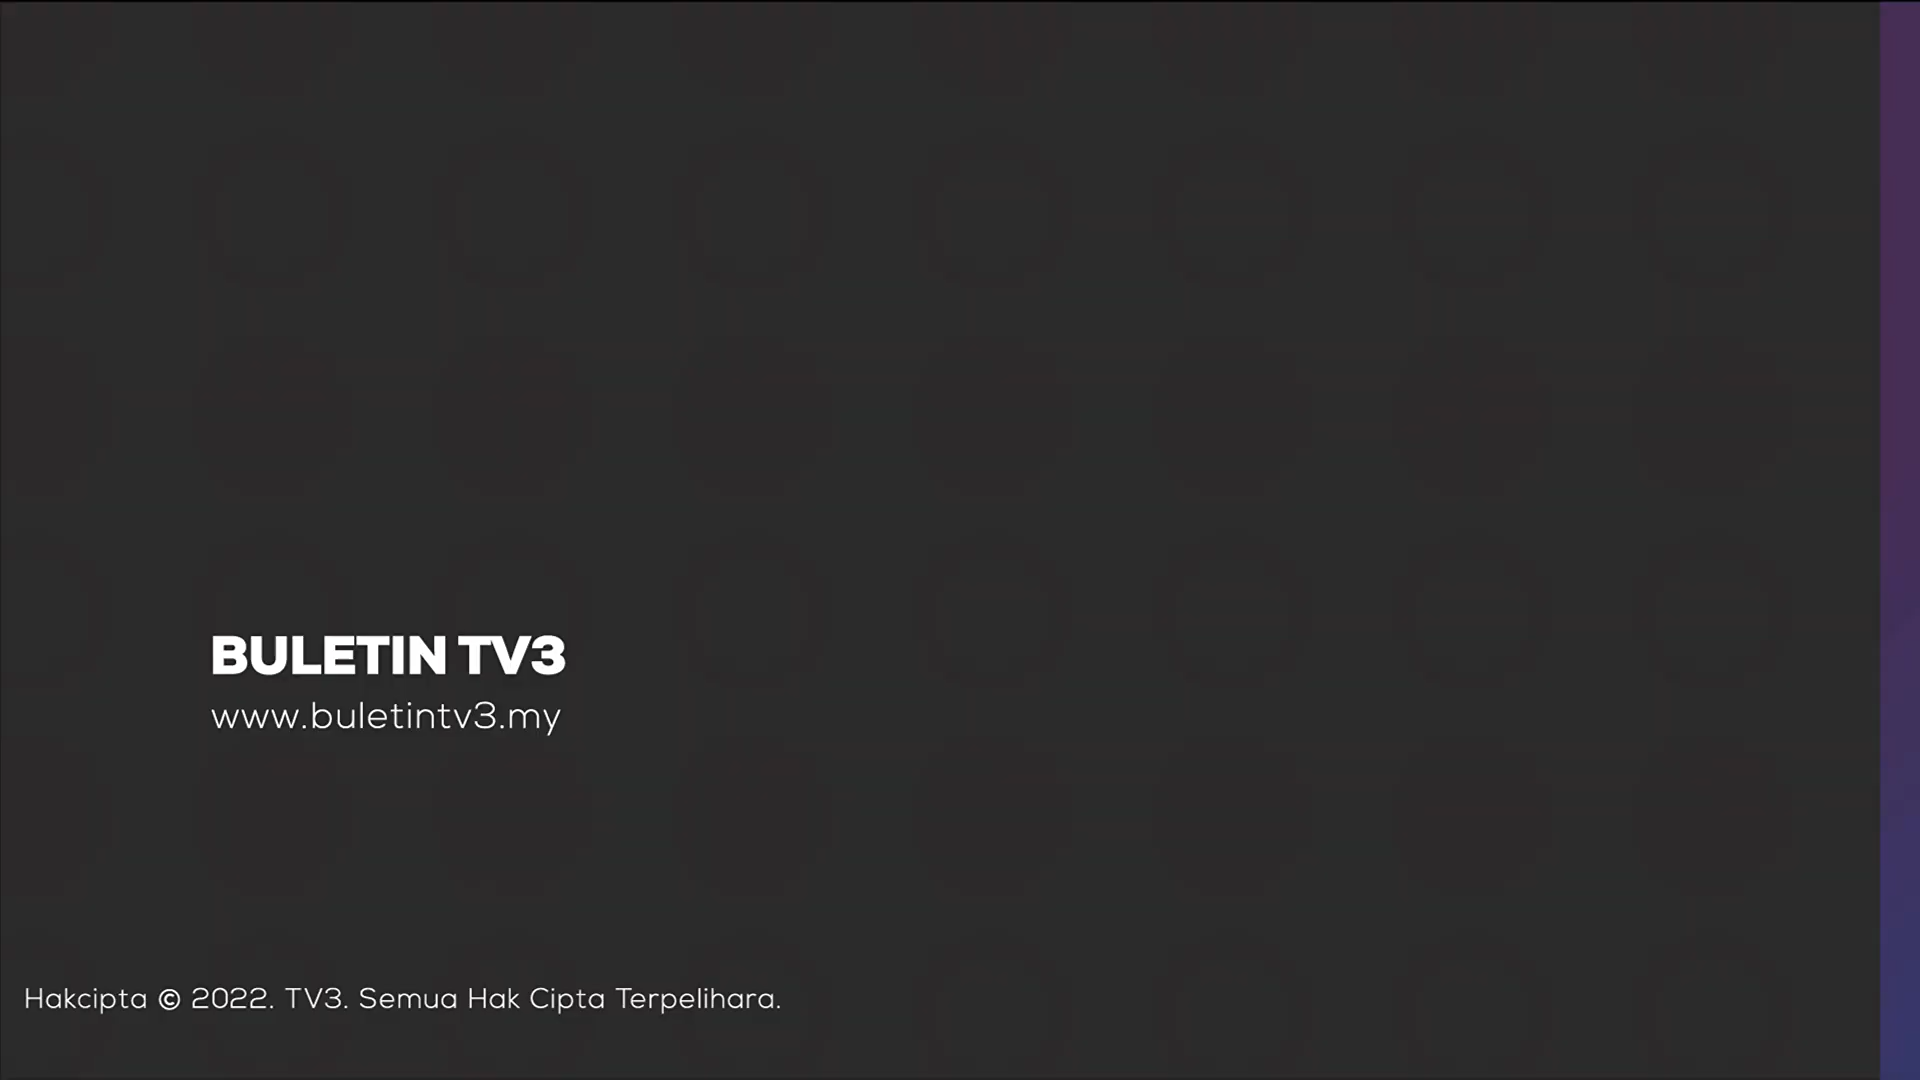 BULETIN TV3
www.buletintv3.my
Hakcipta © 2022. TV3. Semua Hak Cipta Terpelihara.